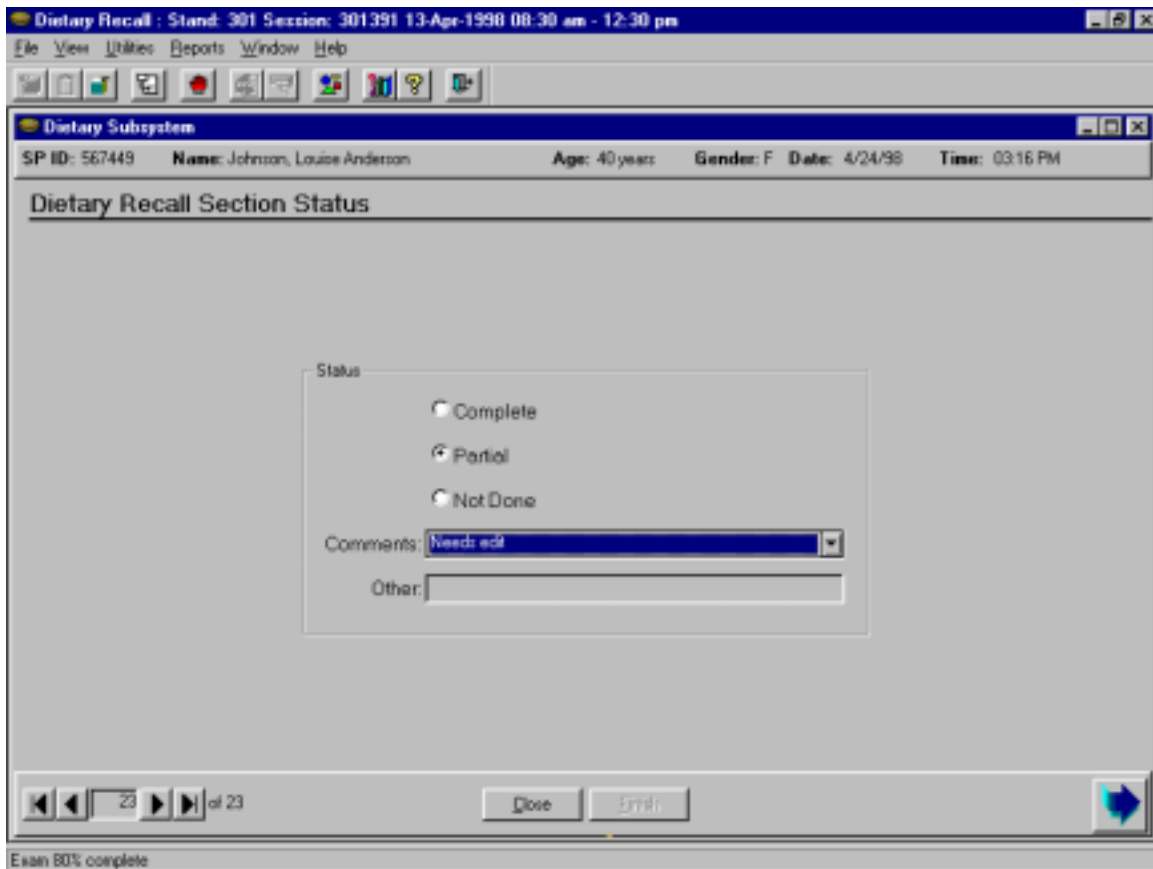 Dietary Recall : Stand: 301 Session: 301391 13-Apr-1998 08:30 am - 12:30 pm
File View Utilities Reports Window Help
Dietary Subsystem
SP ID: 567449 Name: Johnson, Louise Anderson Age: 40 years Gender: F Date: 4/24/98 Time: 03:16 PM
Dietary Recall Section Status
Status
Complete
Partial
Not Done
Comments: Needs edit
Other:
23 of 23
Close Finish
Exam 80% complete